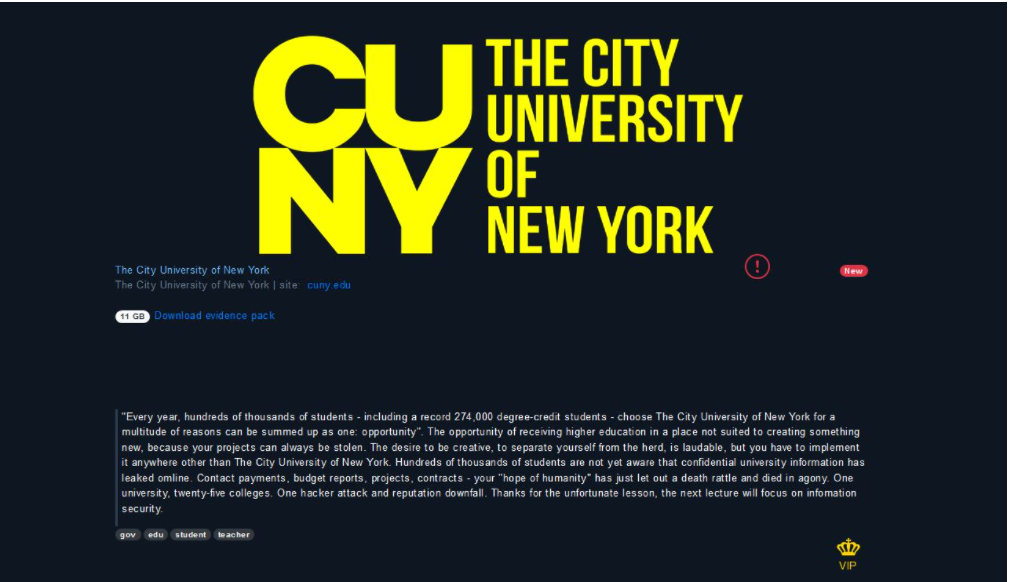 CU
NY
THE CITY
UNIVERSITY
OF
NEW YORK
The City University of New York
New
The City University of New York | site: cuny.edu
11 GB Download evidence pack
"Every year, hundreds of thousands of students - including a record 274,000 degree-credit students - choose The City University of New York for a
multitude of reasons can be summed up as one: opportunity". The opportunity of receiving higher education in a place not suited to creating something
new, because your projects can always be stolen. The desire to be creative, to separate yourself from the herd, is laudable, but you have to implement
it anywhere other than The City University of New York. Hundreds of thousands of students are not yet aware that confidential university information has
leaked omline. Contact payments, budget reports, projects, contracts - your "hope of humanity" has just let out a death rattle and died in agony. One
university, twenty-five colleges. One hacker attack and reputation downfall. Thanks for the unfortunate lesson, the next lecture will focus on infomation
security.
gov edu student teacher
VIP